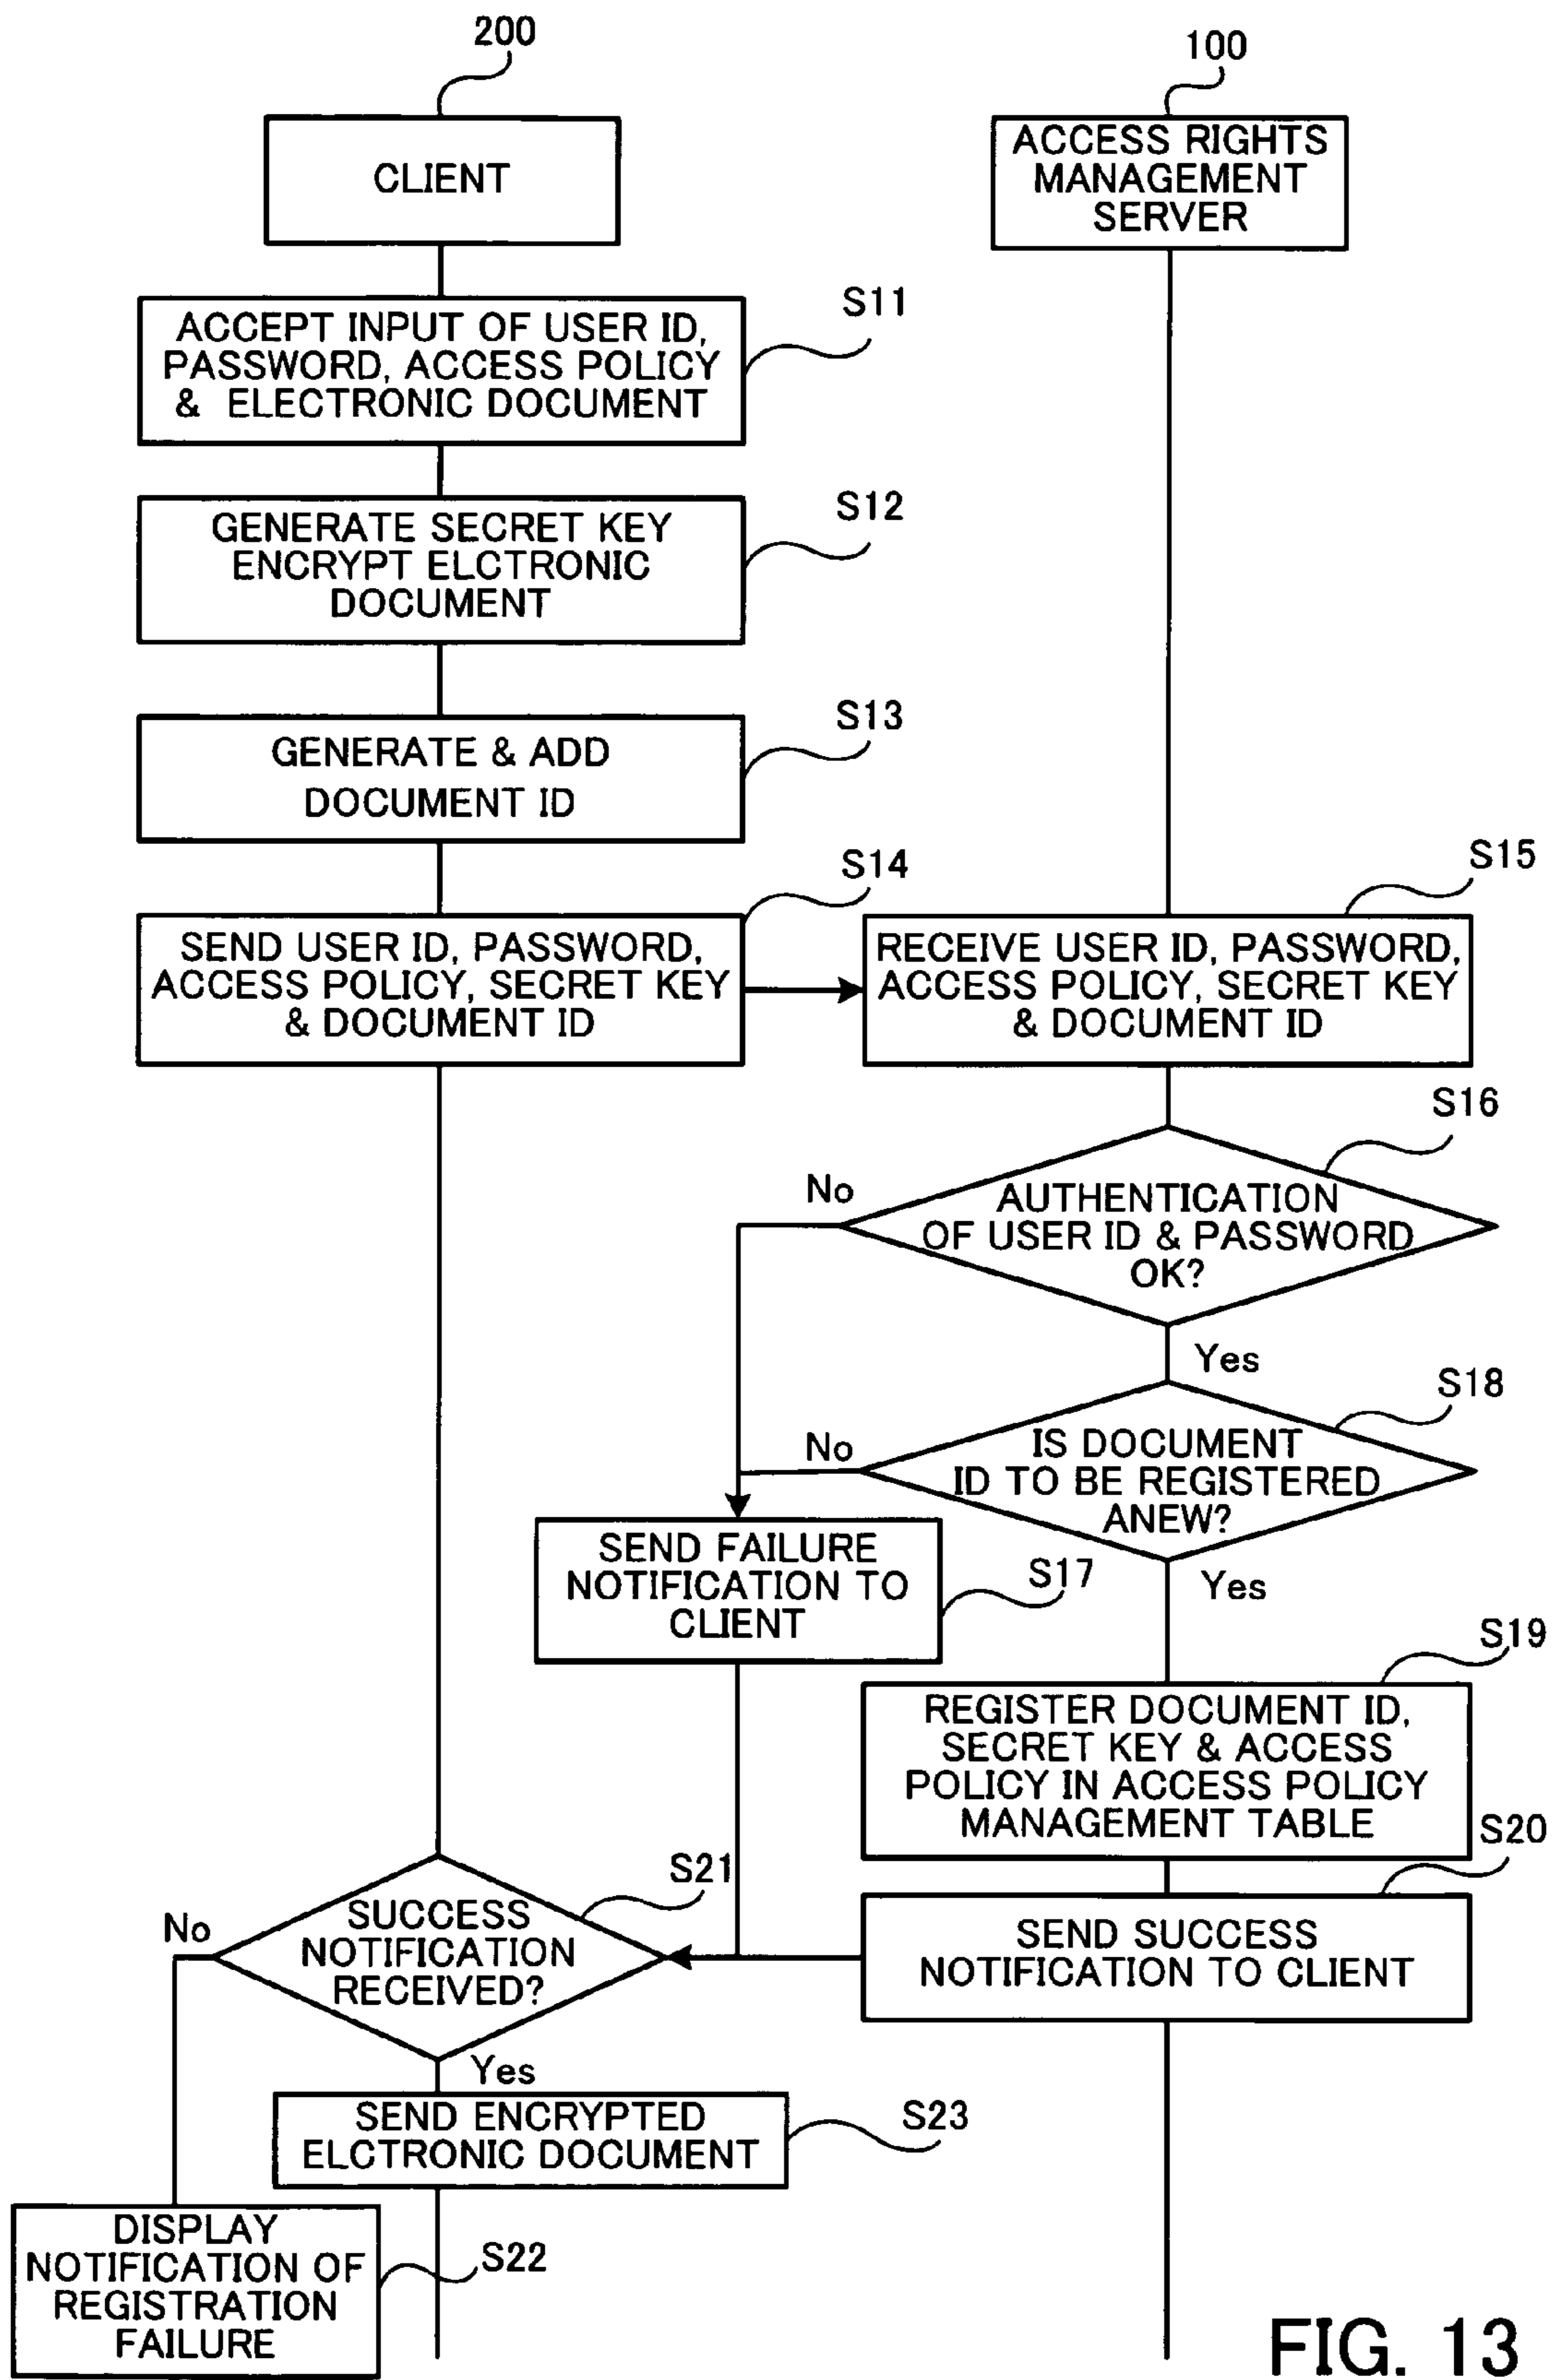 200
100
CLIENT
ACCESS RIGHTS
MANAGEMENT
SERVER
S11
ACCEPT INPUT OF USER ID,
PASSWORD, ACCESS POLICY
& ELECTRONIC DOCUMENT
S12
GENERATE SECRET KEY
ENCRYPT ELCTRONIC
DOCUMENT
S13
GENERATE & ADD
DOCUMENT ID
S14
SEND USER ID, PASSWORD,
ACCESS POLICY, SECRET KEY
& DOCUMENT ID
S15
RECEIVE USER ID, PASSWORD,
ACCESS POLICY, SECRET KEY
& DOCUMENT ID
S16
No
AUTHENTICATION
OF USER ID & PASSWORD
OK?
Yes
S18
No
IS DOCUMENT
ID TO BE REGISTERED
ANEW?
Yes
SEND FAILURE
NOTIFICATION TO
CLIENT
S17
S19
REGISTER DOCUMENT ID,
SECRET KEY & ACCESS
POLICY IN ACCESS POLICY
MANAGEMENT TABLE
S20
SEND SUCCESS
NOTIFICATION TO CLIENT
S21
No
SUCCESS
NOTIFICATION
RECEIVED?
Yes
SEND ENCRYPTED
ELCTRONIC DOCUMENT
S23
DISPLAY
NOTIFICATION OF
REGISTRATION
FAILURE
S22
FIG. 13